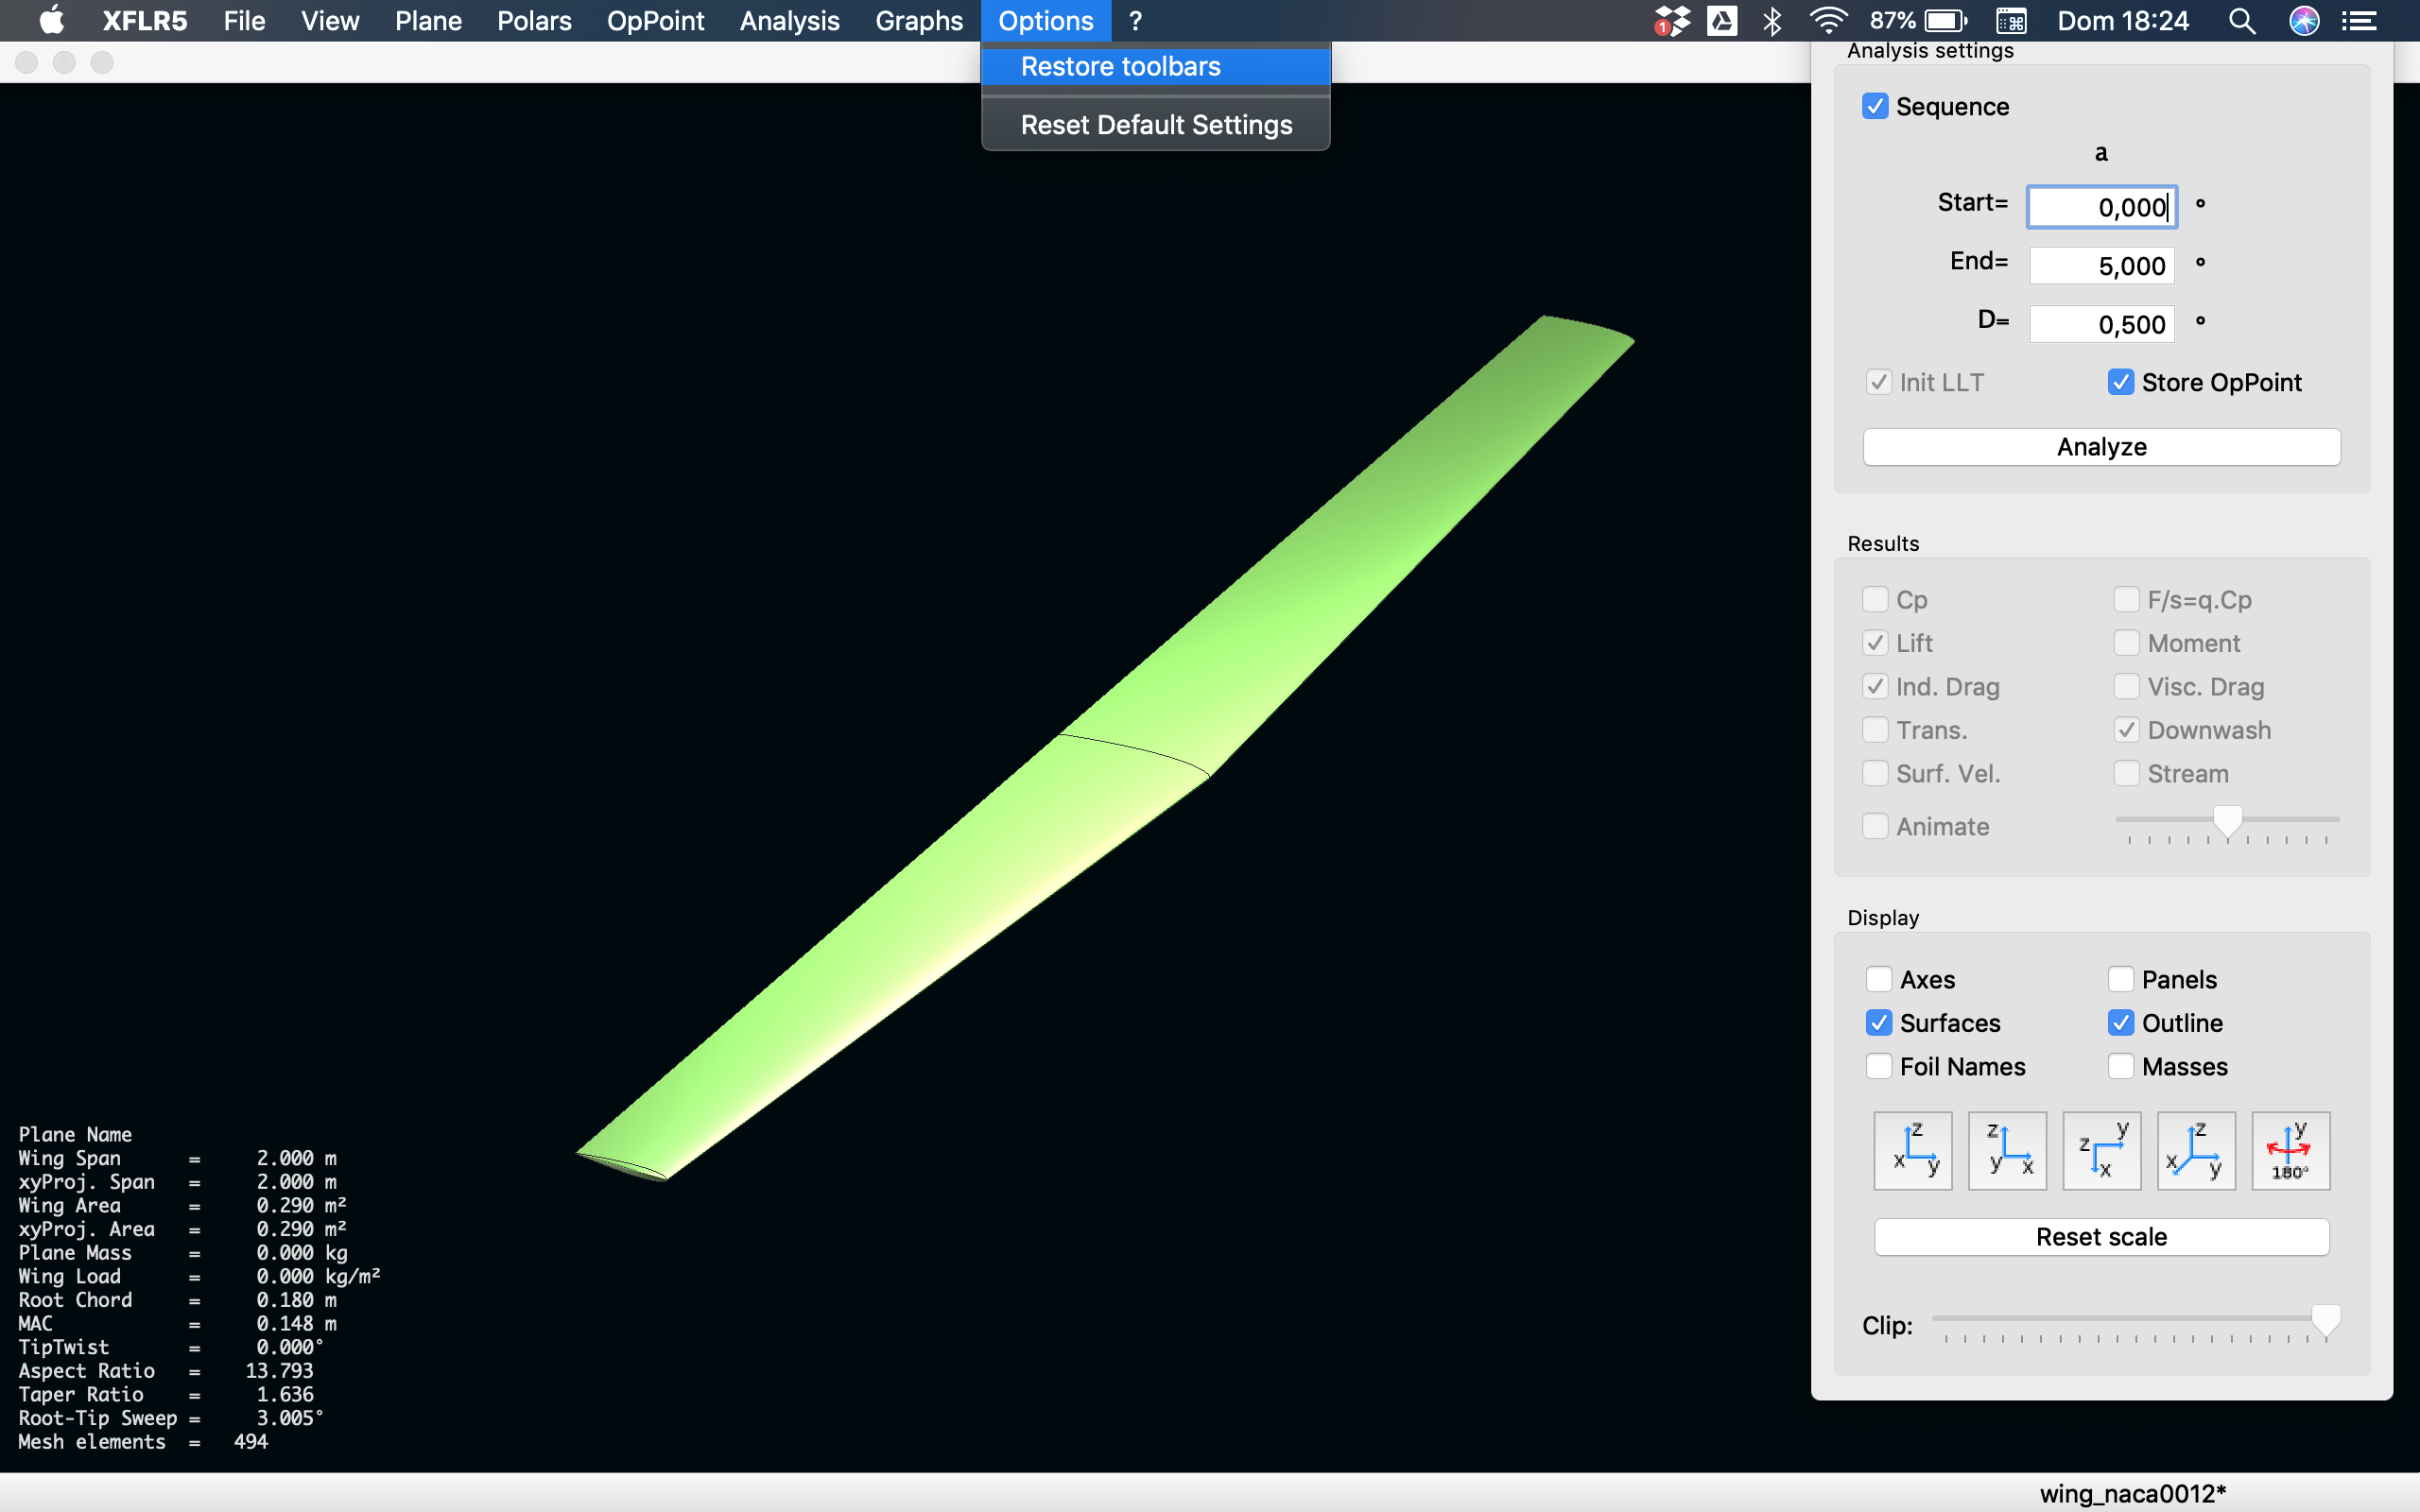 XFLR5 File View Plane Polars OpPoint Analysis Graphs Options ? 1 87% Dom 18:24
Restore toolbars
Reset Default Settings
Analysis settings
Sequence
a
Start= 0,000 °
End= 5,000 °
D= 0,500 °
Init LLT Store OpPoint
Analyze
Results
Cp F/s=q.Cp
Lift Moment
Ind. Drag Visc. Drag
Trans. Downwash
Surf. Vel. Stream
Animate
Display
Axes Panels
Surfaces Outline
Foil Names Masses
z x y z y x y z x z x y y 180°
Reset scale
Clip:
Plane Name
Wing Span = 2.000 m
xyProj. Span = 2.000 m
Wing Area = 0.290 m²
xyProj. Area = 0.290 m²
Plane Mass = 0.000 kg
Wing Load = 0.000 kg/m²
Root Chord = 0.180 m
MAC = 0.148 m
TipTwist = 0.000°
Aspect Ratio = 13.793
Taper Ratio = 1.636
Root-Tip Sweep = 3.005°
Mesh elements = 494
wing_naca0012*